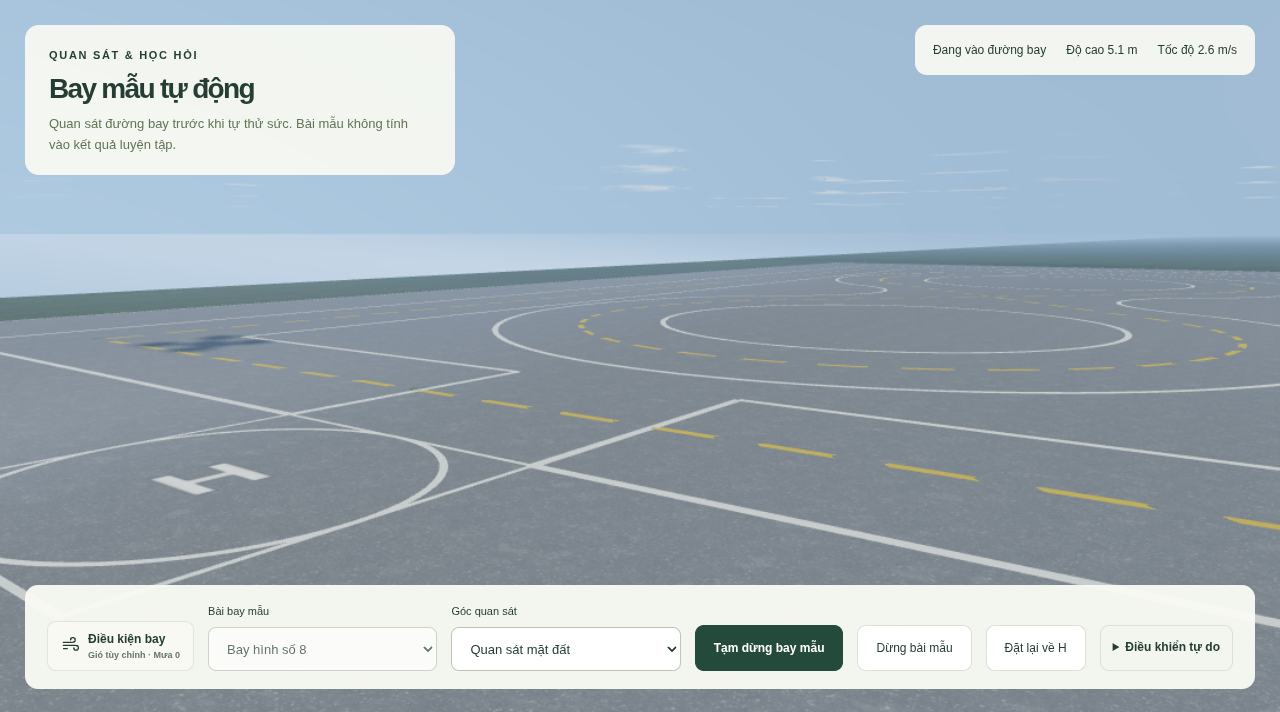 QUAN SÁT & HỌC HỎI
Bay mẫu tự động
Quan sát đường bay trước khi tự thử sức. Bài mẫu không tính
vào kết quả luyện tập.
Đang vào đường bay Độ cao 5.1 m Tốc độ 2.6 m/s
H
Bài bay mẫu
Góc quan sát
Điều kiện bay
Gió tùy chỉnh · Mưa 0
Bay hình số 8
Quan sát mặt đất
Tạm dừng bay mẫu
Dừng bài mẫu
Đặt lại về H
Điều khiển tự do